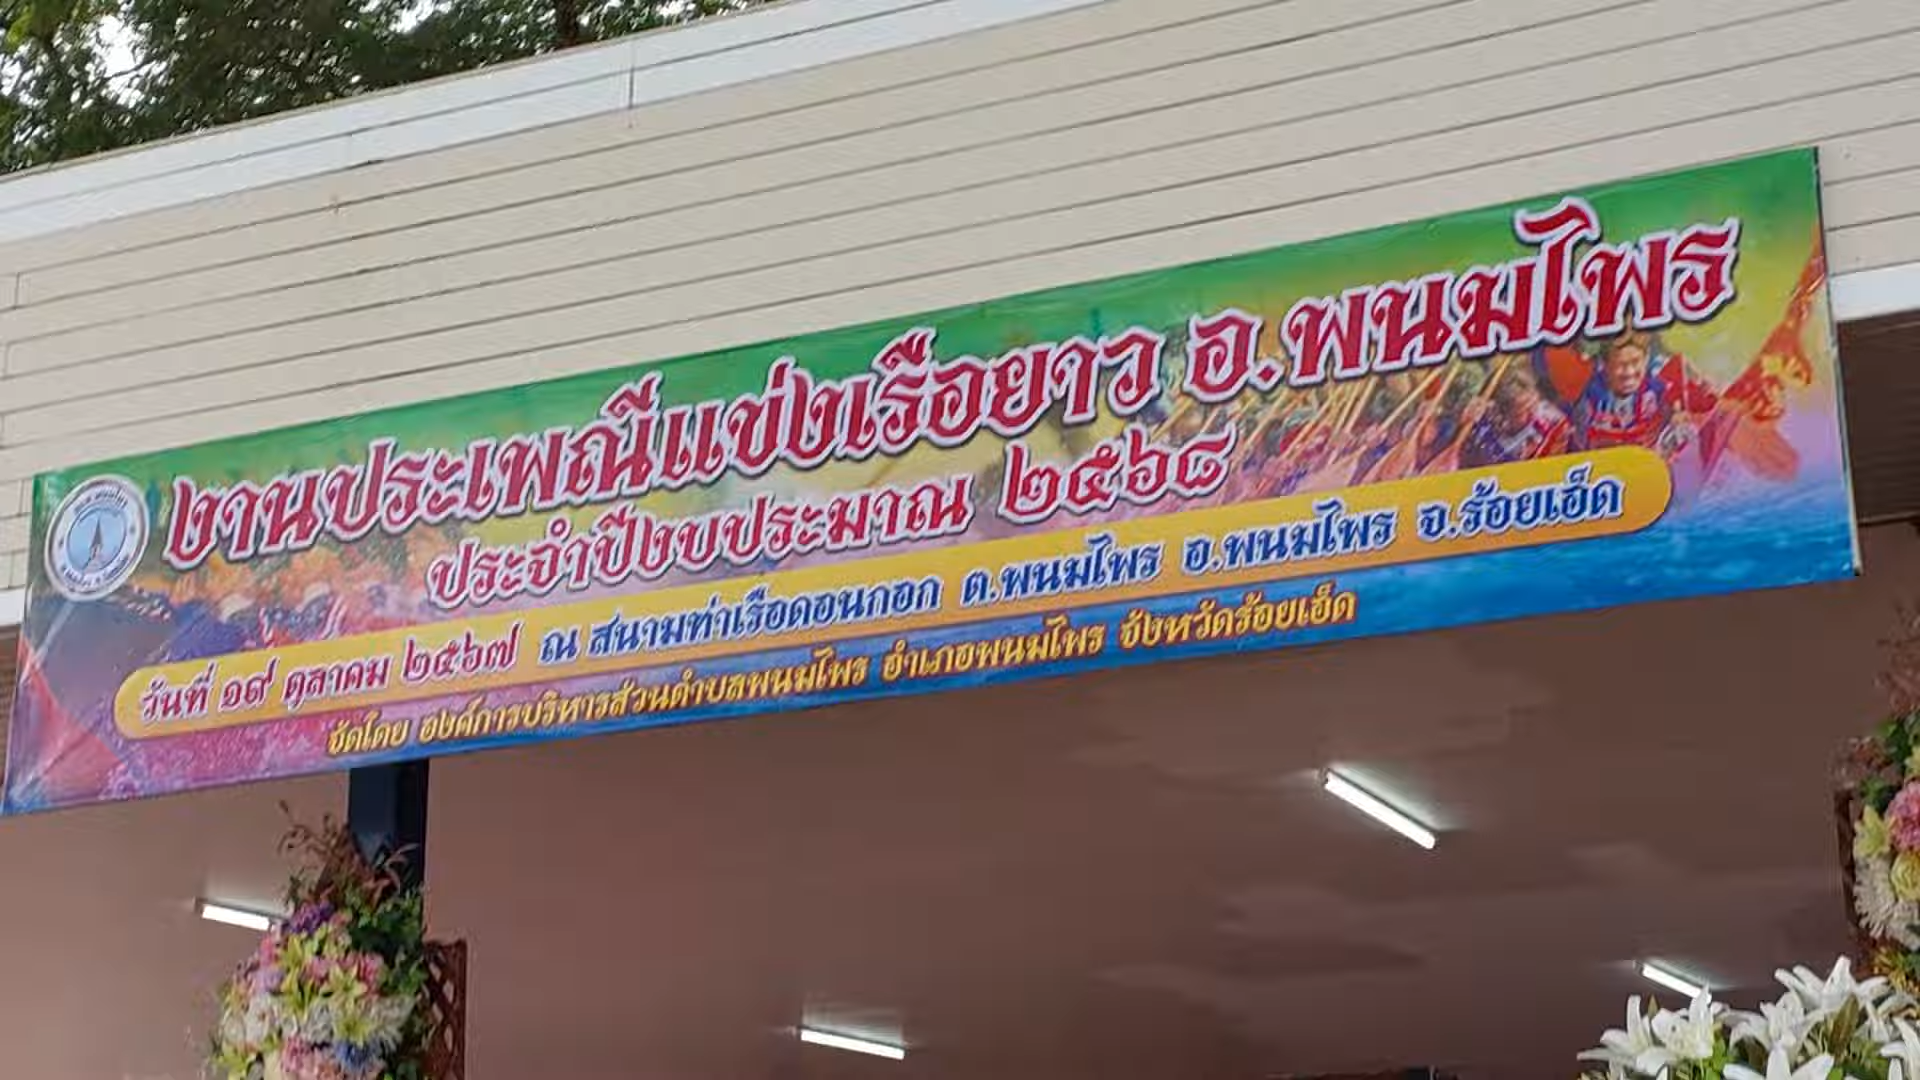 งานประเพณีแข่งเรือยาว อ.พนมไพร
ประจำปีงบประมาณ ๒๕๖๘
วันที่ ๑๙ ตุลาคม ๒๕๖๗ ณ สนามท่าเรือดอนกอก ต.พนมไพร อ.พนมไพร จ.ร้อยเอ็ด
จัดโดย องค์การบริหารส่วนตำบลพนมไพร อำเภอพนมไพร จังหวัดร้อยเอ็ด